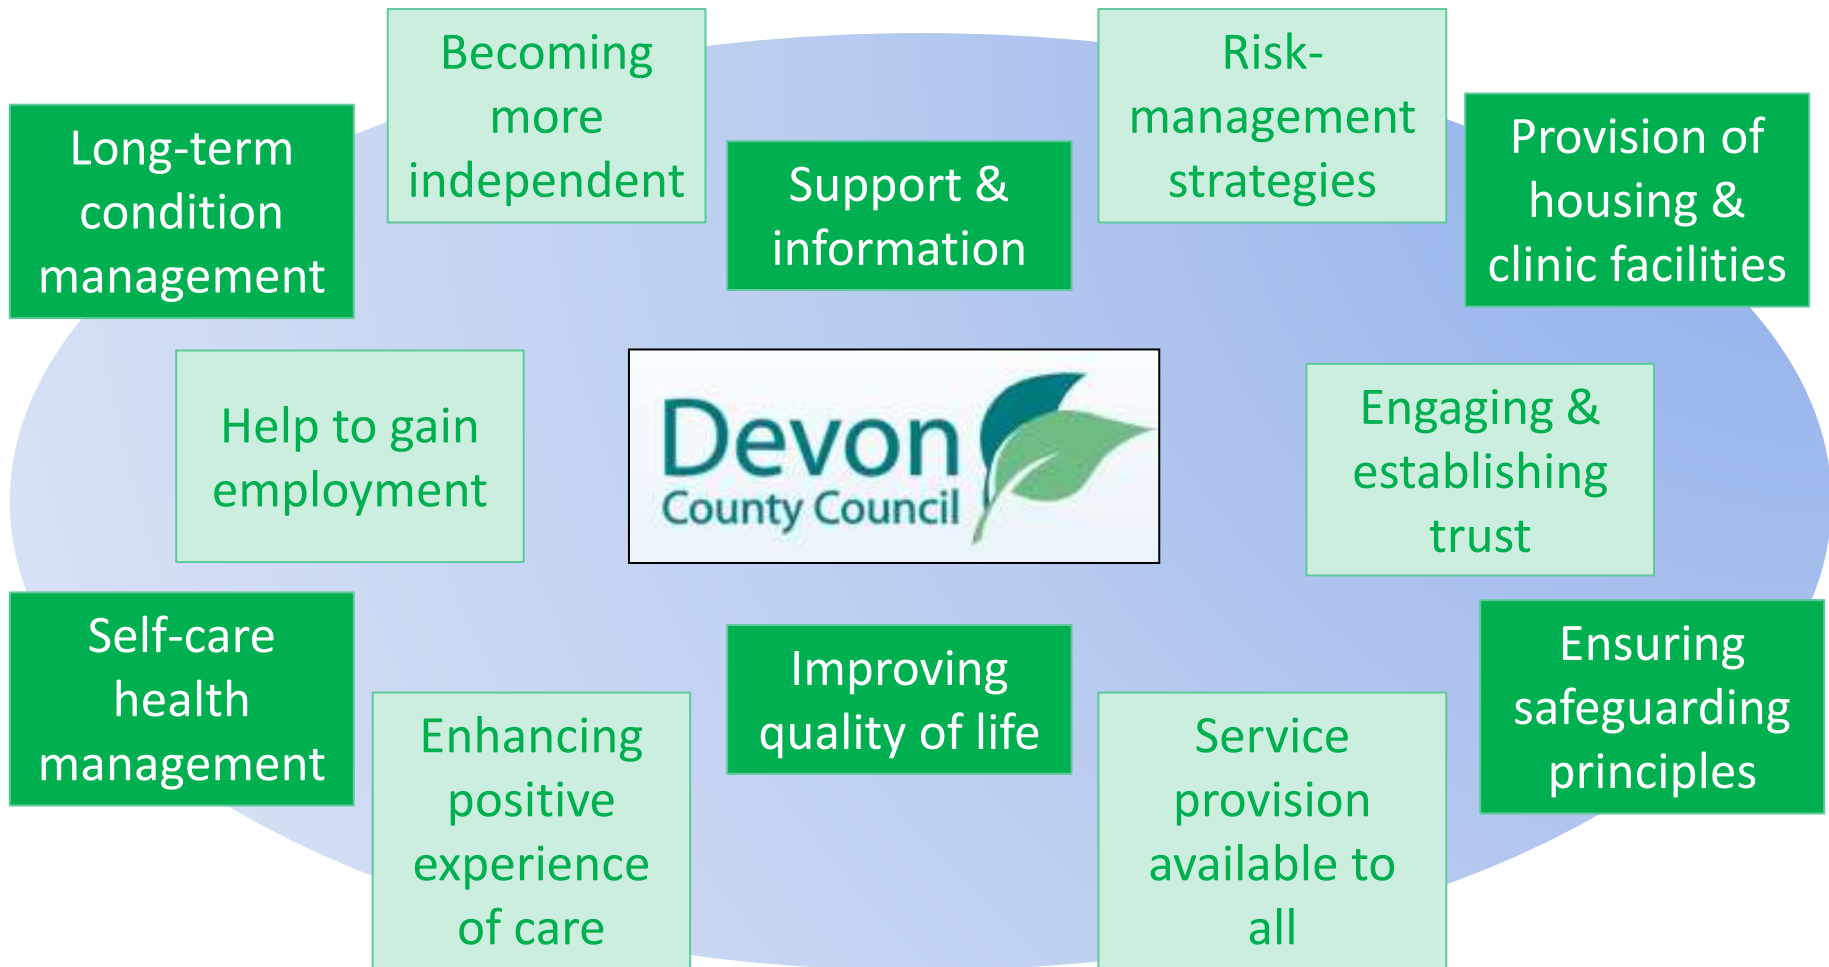 Becoming
more
independent
Risk-
management
strategies
Long-term
condition
management
Support &
information
Provision of
housing &
clinic facilities
Help to gain
employment
Devon
County Council
Engaging &
establishing
trust
Self-care
health
management
Enhancing
positive
experience
of care
Improving
quality of life
Service
provision
available to
all
Ensuring
safeguarding
principles